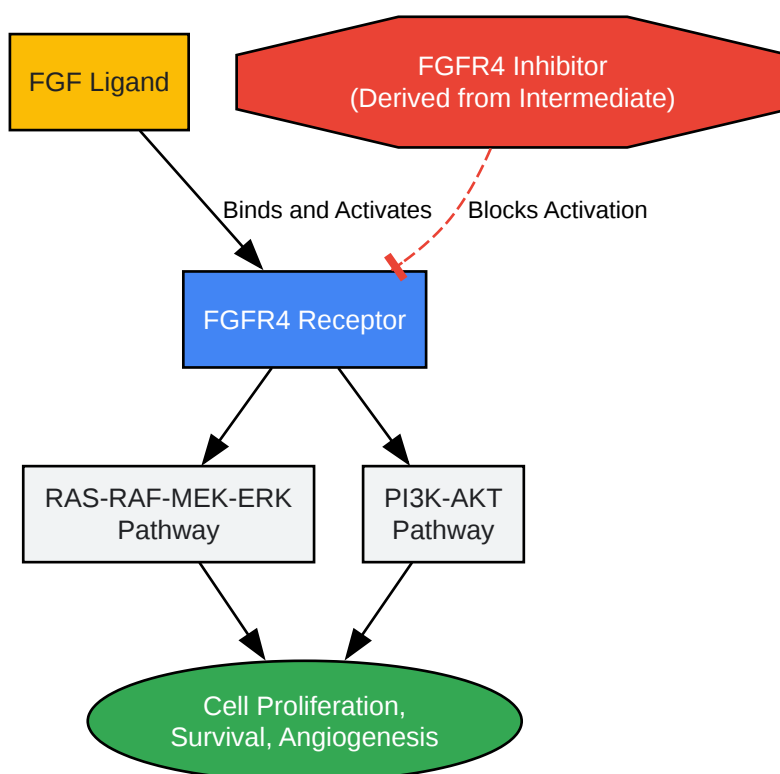 FGF Ligand
FGFR4 Inhibitor
(Derived from Intermediate)
Binds and Activates
Blocks Activation
FGFR4 Receptor
RAS-RAF-MEK-ERK
Pathway
PI3K-AKT
Pathway
Cell Proliferation,
Survival, Angiogenesis